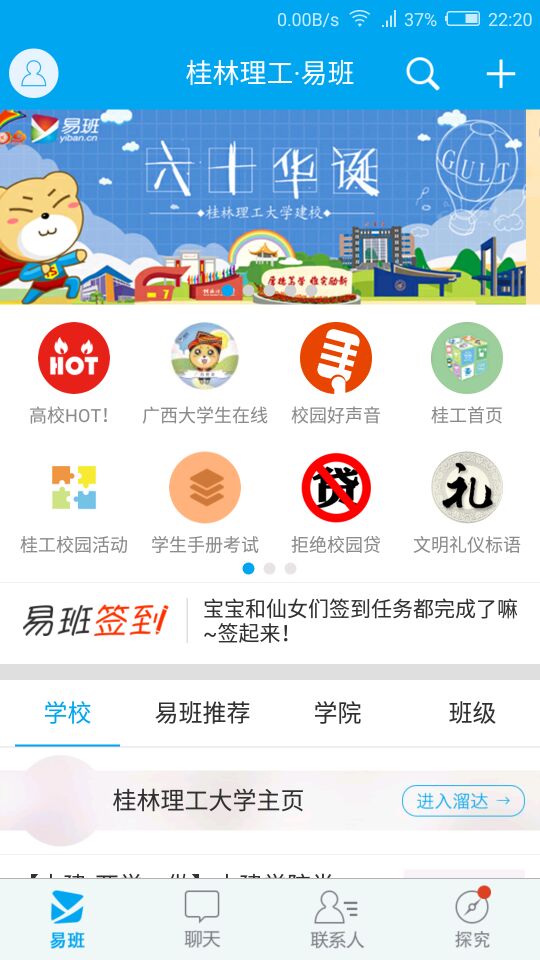 0.00B/s 37% 22:20
桂林理工·易班
易班
yiban.cn
六十华诞
桂林理工大学建校
GULT
厚德笃学 惟实励新
7
HOT
高校HOT!
广西大学生在线
校园好声音
桂工首页
贷
礼
桂工校园活动
学生手册考试
拒绝校园贷
文明礼仪标语
易班签到
宝宝和仙女们签到任务都完成了嘛
~签起来!
学校
易班推荐
学院
班级
桂林理工大学主页
进入溜达 →
易班
聊天
联系人
探究